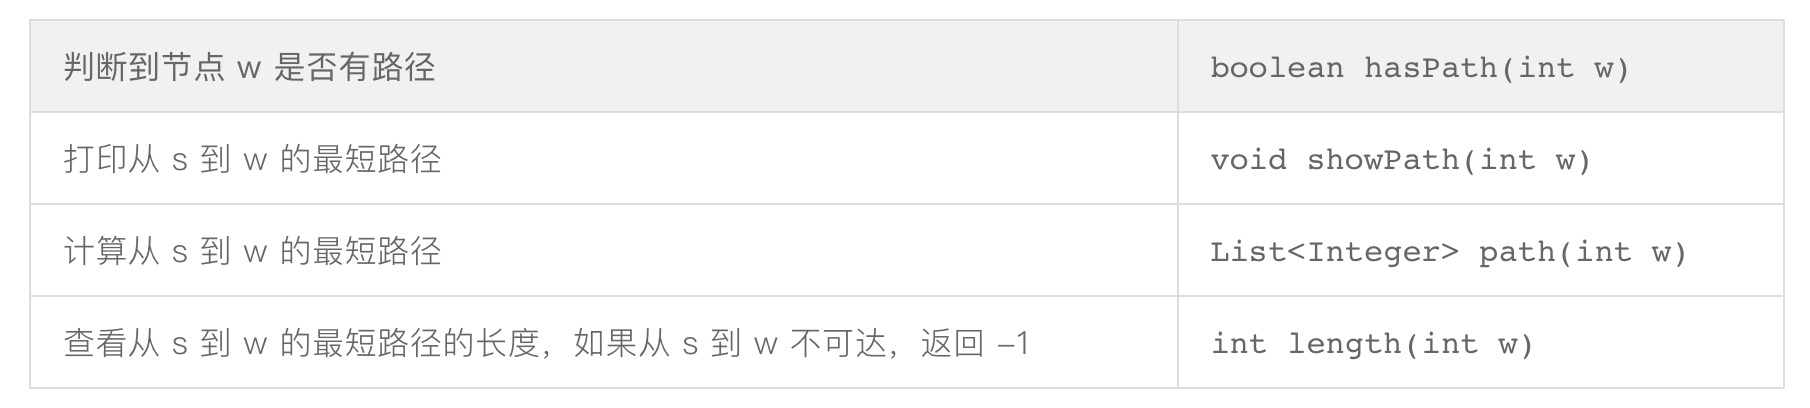 判断到节点 w 是否有路径 boolean hasPath(int w)
打印从 s 到 w 的最短路径 void showPath(int w)
计算从 s 到 w 的最短路径 List<Integer> path(int w)
查看从 s 到 w 的最短路径的长度，如果从 s 到 w 不可达，返回 –1 int length(int w)